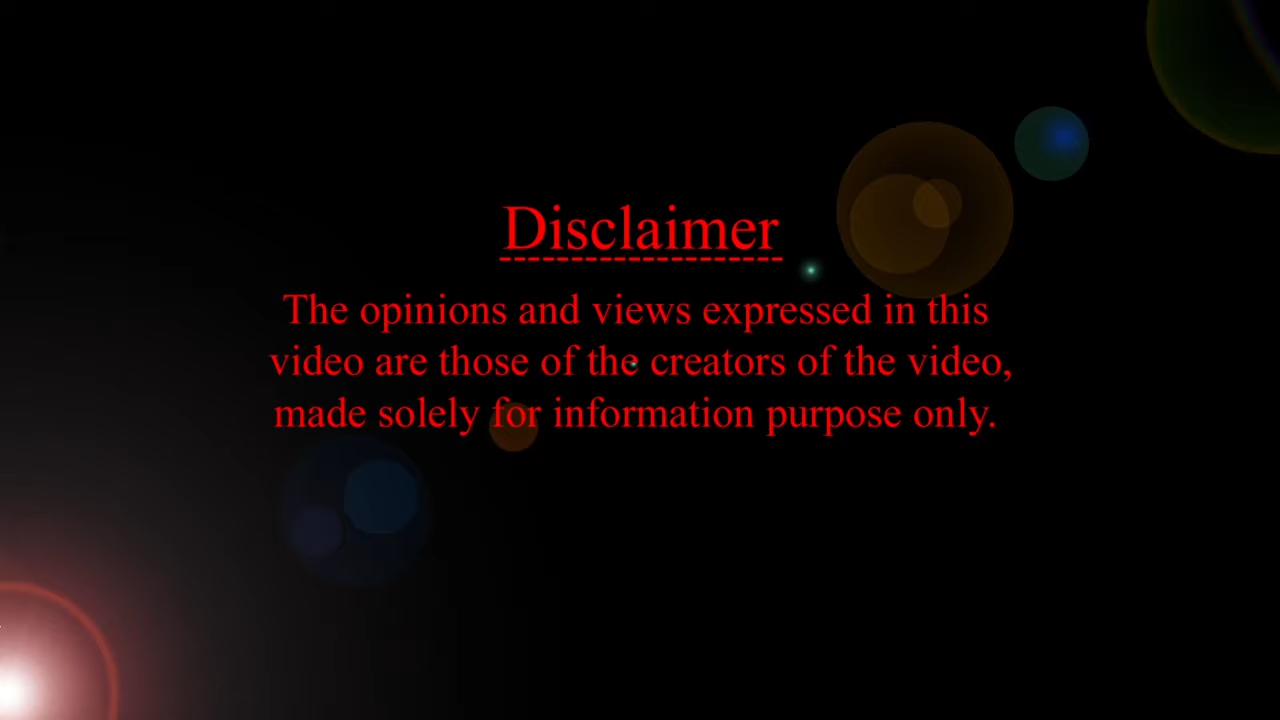 Disclaimer
The opinions and views expressed in this
video are those of the creators of the video,
made solely for information purpose only.